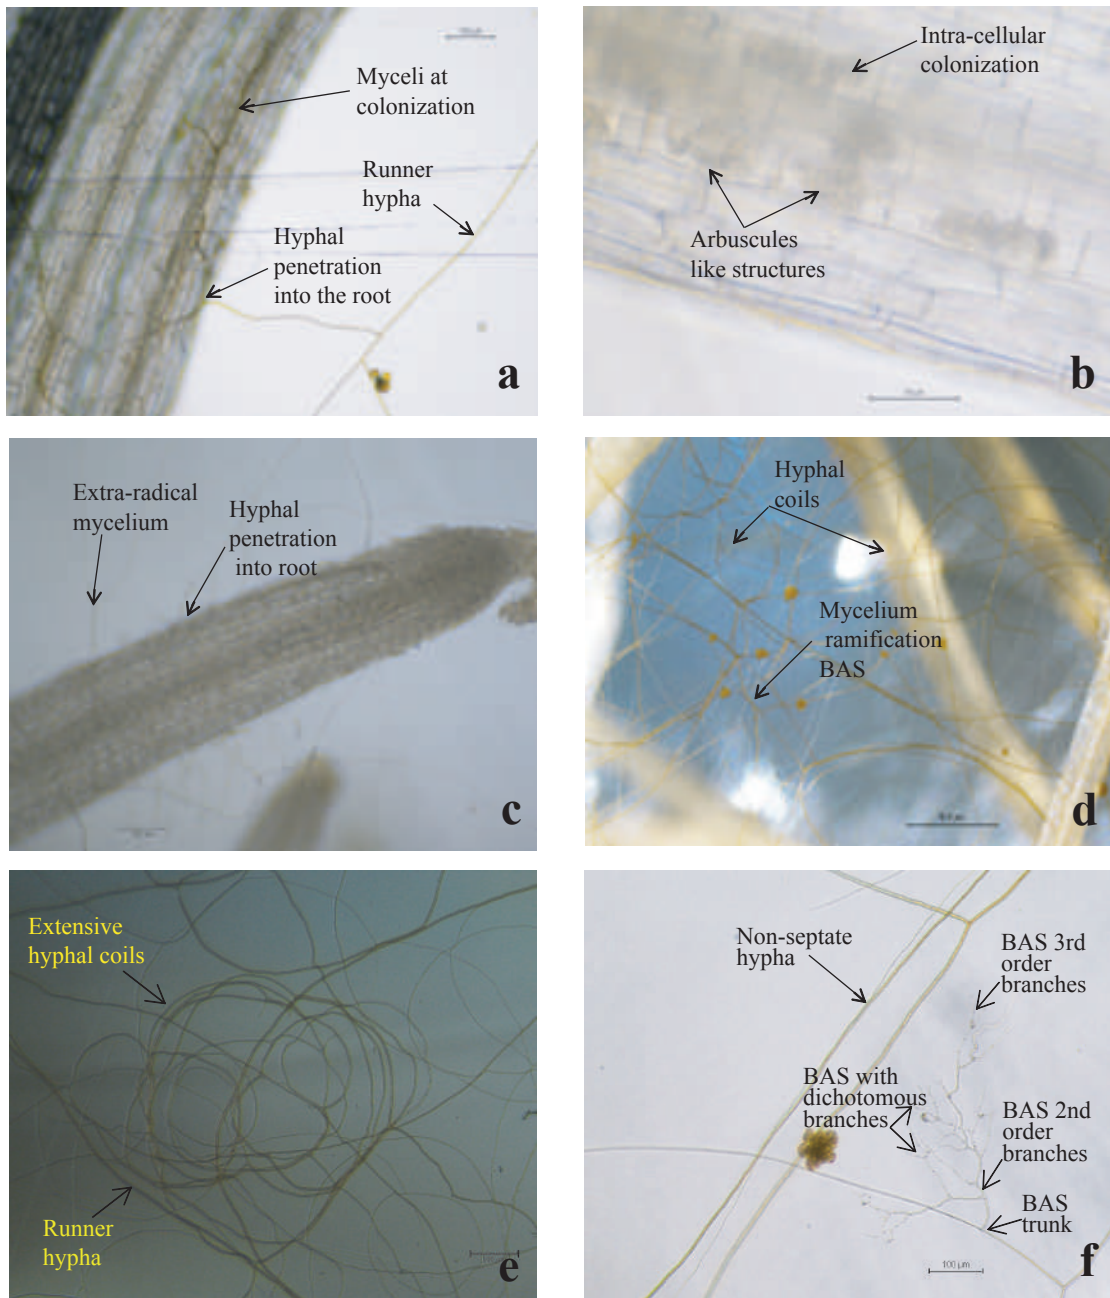 Myceli at
colonization
Runner
hypha
Hyphal
penetration
into the root
a
Intra-cellular
colonization
Arbuscules
like structures
b
Extra-radical
mycelium
Hyphal
penetration
into root
c
Hyphal
coils
Mycelium
ramification
BAS
d
Extensive
hyphal coils
Runner
hypha
e
Non-septate
hypha
BAS 3rd
order
branches
BAS with
dichotomous
branches
BAS 2nd
order
branches
BAS
trunk
100 µm
f